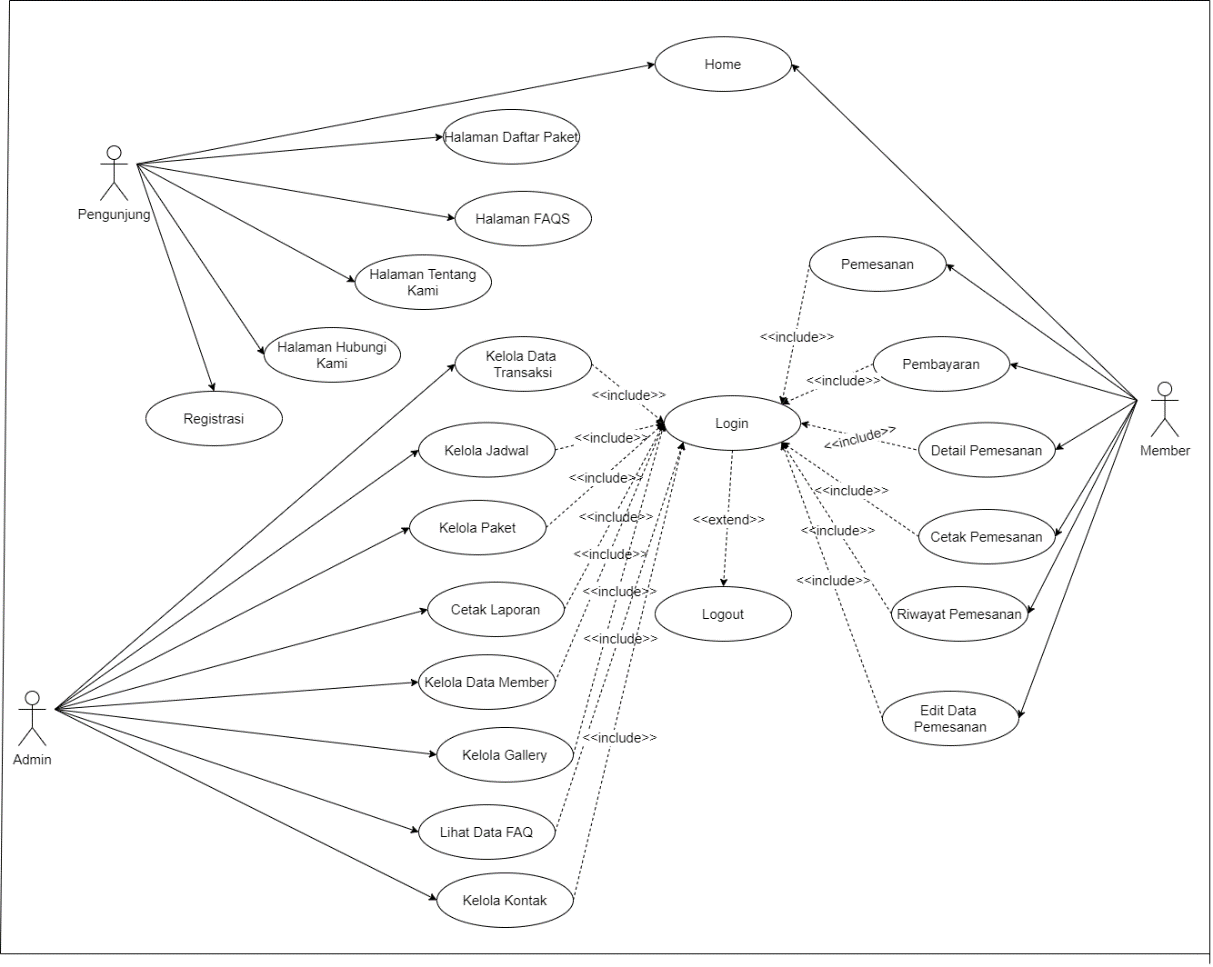 Home
Halaman Daftar Paket
Pengunjung
Halaman FAQS
Halaman Tentang
Kami
Halaman Hubungi
Kami
Registrasi
Pemesanan
<<include>>
Pembayaran
<<include>>
Kelola Data
Transaksi
<<include>>
Login
Member
Kelola Jadwal
<<include>>
<<include>>
Detail Pemesanan
<<include>>
<<include>>
Kelola Paket
<<include>>
<<extend>>
<<include>>
Cetak Pemesanan
<<include>>
<<include>>
<<include>>
Cetak Laporan
Logout
Riwayat Pemesanan
<<include>>
Kelola Data Member
Edit Data
Pemesanan
Admin
<<include>>
Kelola Gallery
Lihat Data FAQ
Kelola Kontak